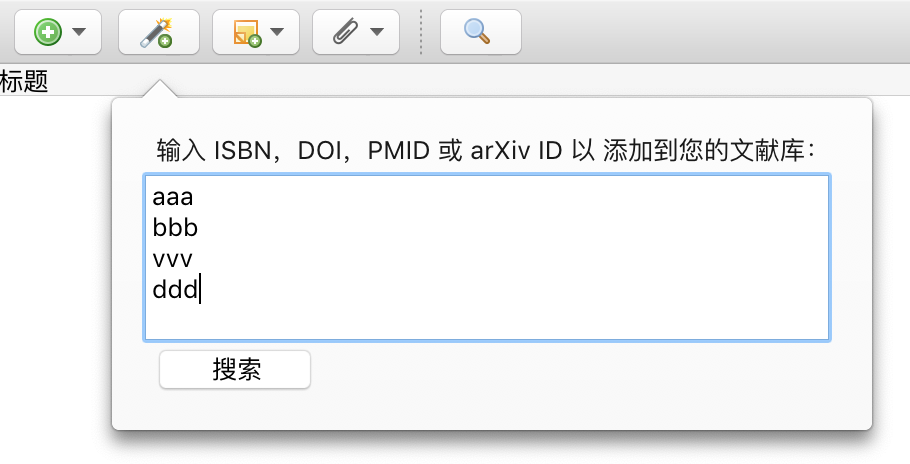 标题
输入 ISBN，DOI，PMID 或 arXiv ID 以 添加到您的文献库：
aaa
bbb
vvv
ddd
搜索